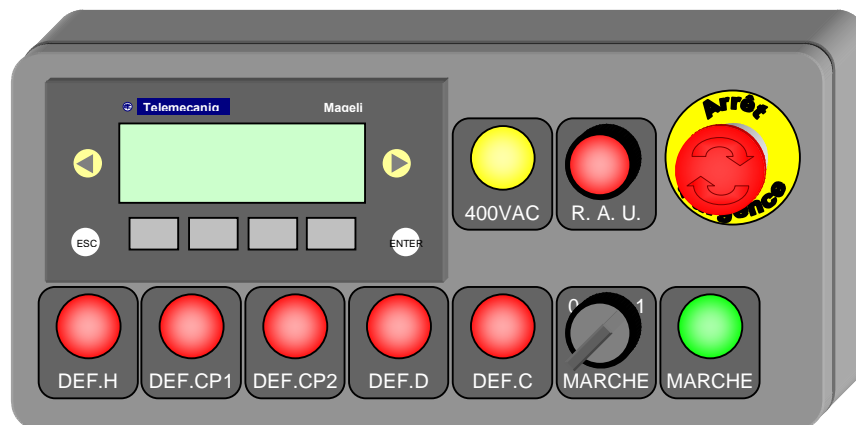 Telemecaniq Mageli
Arrêt
400VAC R. A. U.
ESC ENTER
0 1
DEF.H DEF.CP1 DEF.CP2 DEF.D DEF.C MARCHE MARCHE